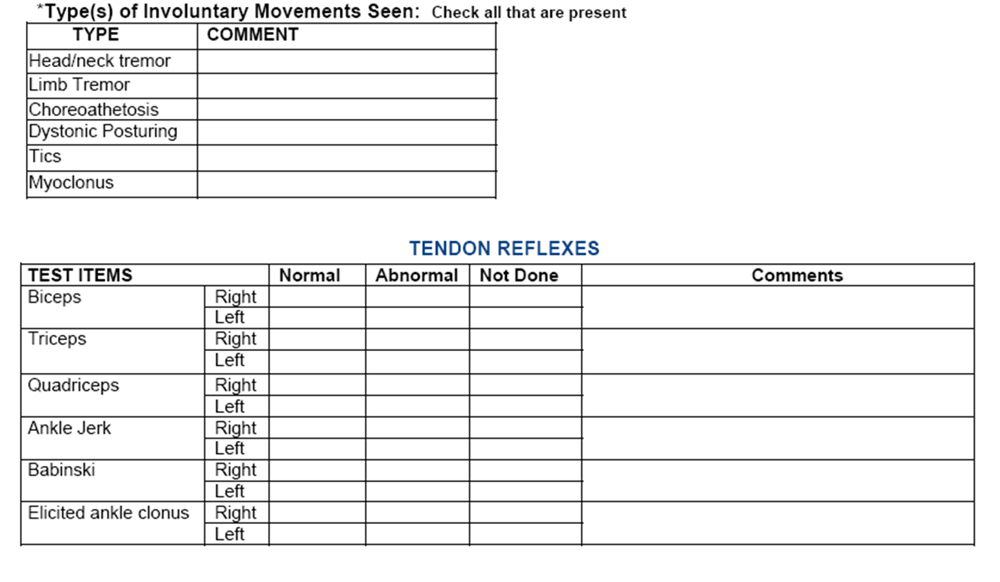 *Type(s) of Involuntary Movements Seen: Check all that are present
TYPE COMMENT
Head/neck tremor
Limb Tremor
Choreoathetosis
Dystonic Posturing
Tics
Myoclonus
TENDON REFLEXES
TEST ITEMS Normal Abnormal Not Done Comments
Biceps Right
Left
Triceps Right
Left
Quadriceps Right
Left
Ankle Jerk Right
Left
Babinski Right
Left
Elicited ankle clonus Right
Left